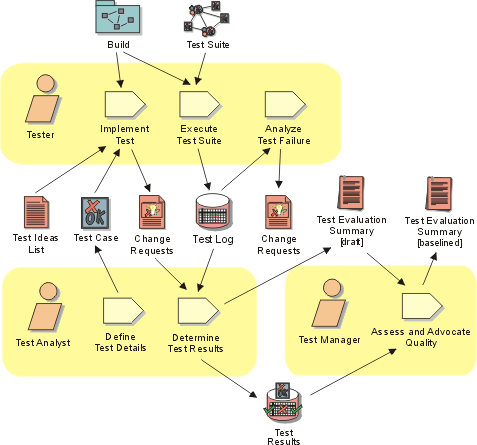 Build
Test Suite
Tester
Implement
Test
Execute
Test Suite
Analyze
Test Failure
Test Ideas
List
OK
Test Case
Change
Requests
Test Log
Change
Requests
Test Evaluation
Summary
[draft]
Test Evaluation
Summary
[baselined]
Test Analyst
Define
Test Details
Determine
Test Results
Test Manager
Assess and Advocate
Quality
OK
Test
Results